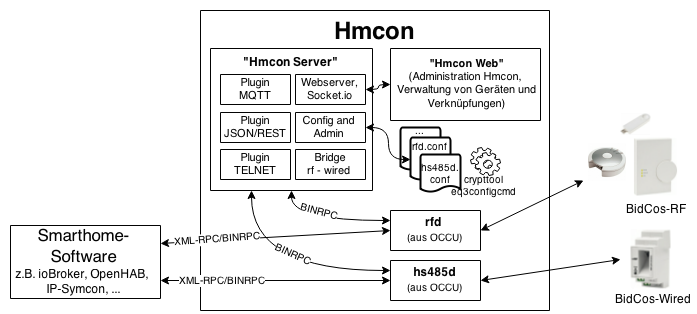 Hmcon
"Hmcon Server"
Plugin
MQTT
Webserver,
Socket.io
Plugin
JSON/REST
Config and
Admin
Plugin
TELNET
Bridge
rf - wired
"Hmcon Web"
(Administration Hmcon,
Verwaltung von Geräten und
Verknüpfungen)
...
rfd.conf
hs485d.
conf
crypttool
eq3configcmd
BidCos-RF
BINRPC
rfd
(aus OCCU)
Smarthome-
Software
z.B. ioBroker, OpenHAB,
IP-Symcon, ...
XML-RPC/BINRPC
BINRPC
XML-RPC/BINRPC
hs485d
(aus OCCU)
BidCos-Wired